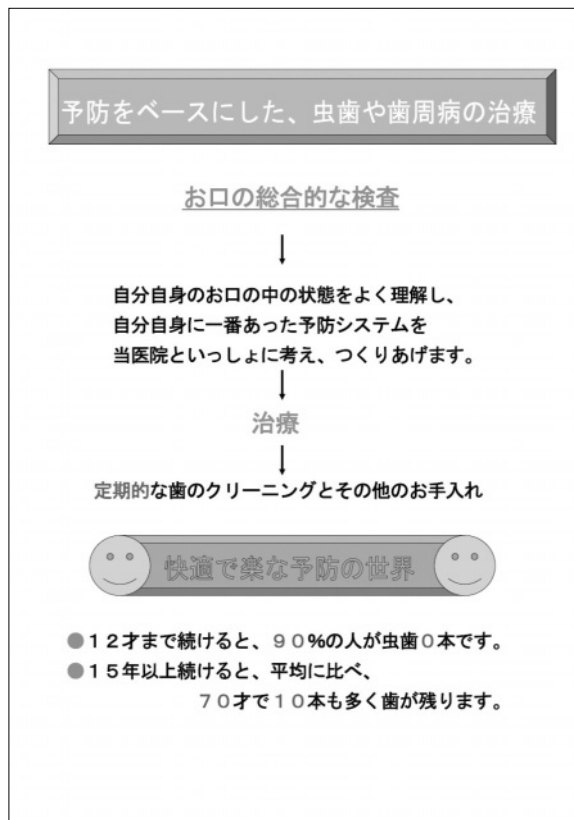 予防をベースにした、虫歯や歯周病の治療
お口の総合的な検査
自分自身のお口の中の状態をよく理解し、
自分自身に一番あった予防システムを
当医院といっしょに考え、つくりあげます。
治療
定期的な歯のクリーニングとその他のお手入れ
快適で楽な予防の世界
●１２才まで続けると、９０%の人が虫歯０本です。
●１５年以上続けると、平均に比べ、
７０才で１０本も多く歯が残ります。